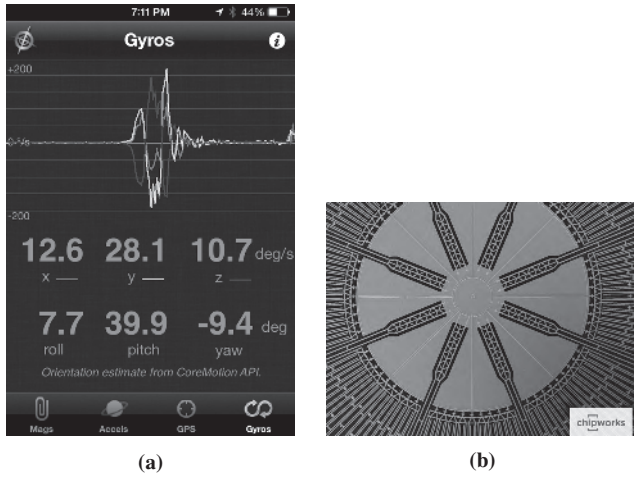 7:11 PM 44%
Gyros
+200
0 °/s
-200
12.6 28.1 10.7 deg/s
x y z
7.7 39.9 -9.4 deg
roll pitch yaw
Orientation estimate from CoreMotion API.
Mags Accels GPS Gyros
chipworks
(a) (b)